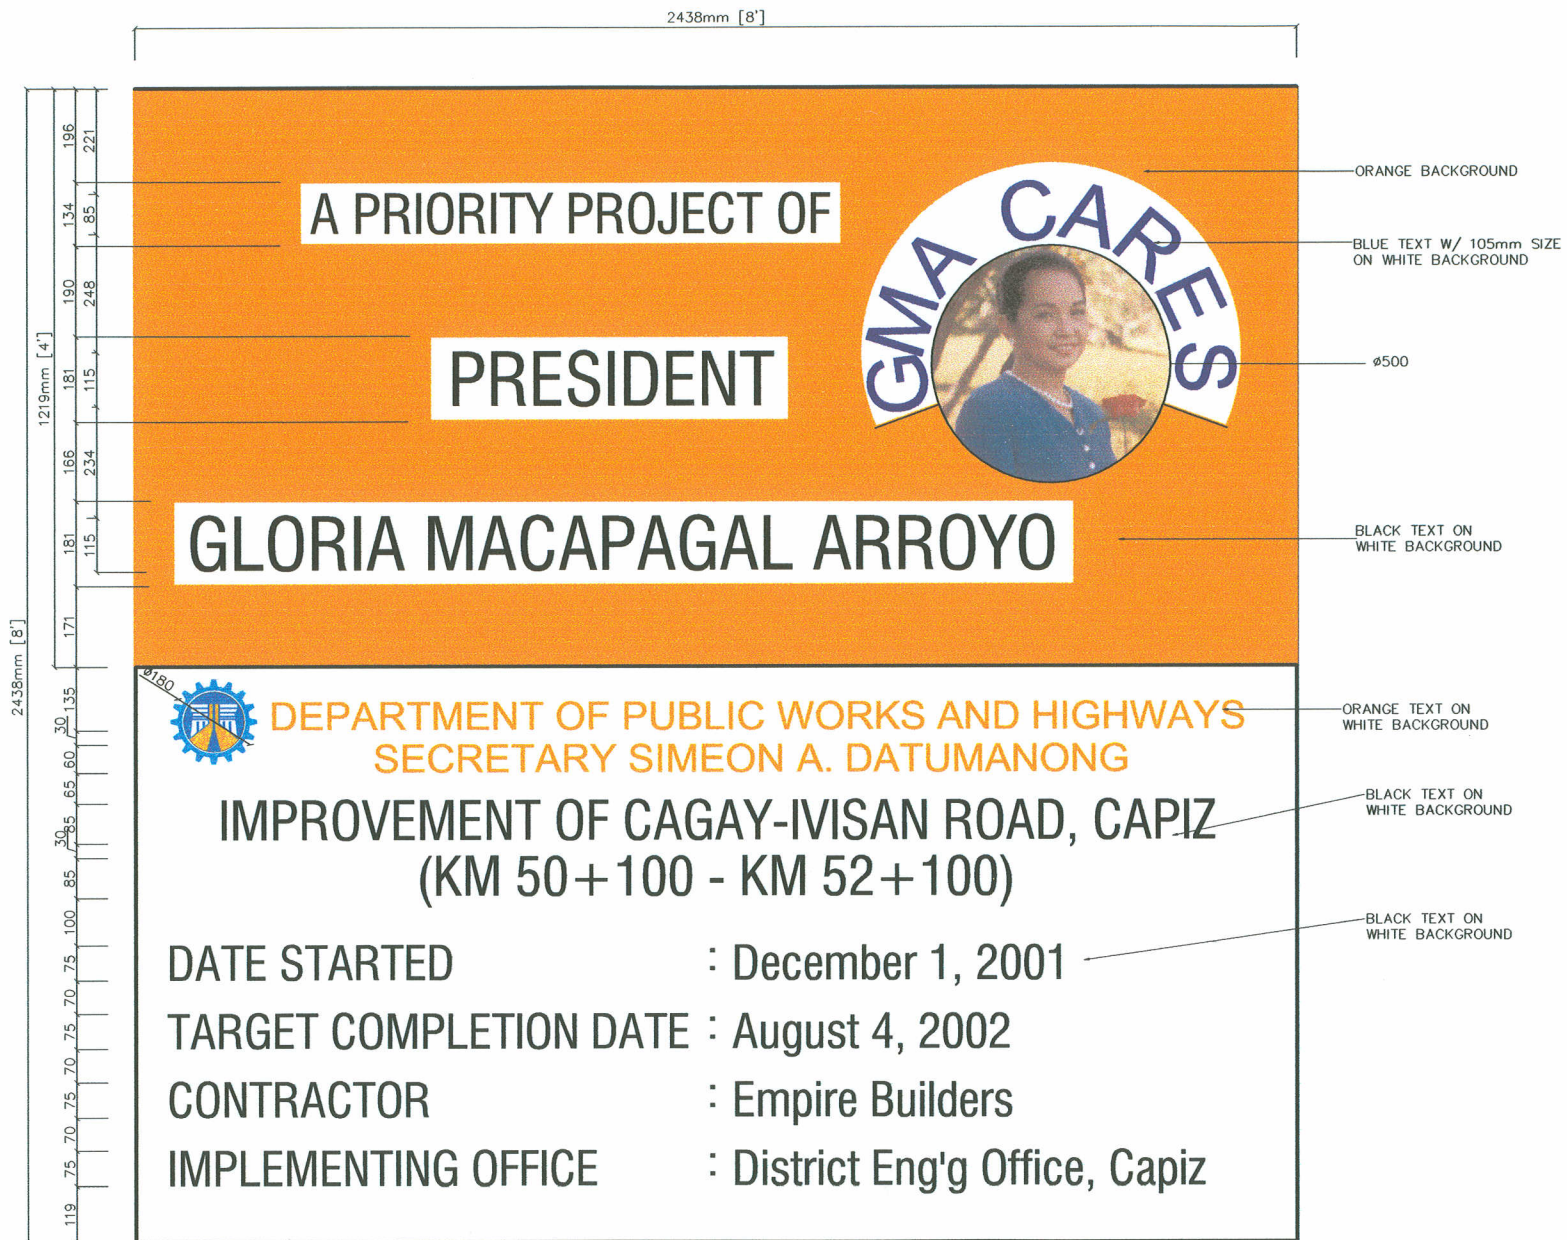 2438mm [8']
196
221
134
85
190
248
1219mm [4']
181
115
166
234
181
115
171
2438mm [8']
135
30
60
65
85
30
85
100
75
70
75
70
75
70
75
119
A PRIORITY PROJECT OF
PRESIDENT
GLORIA MACAPAGAL ARROYO
GMA CARES
ORANGE BACKGROUND
BLUE TEXT W/ 105mm SIZE
ON WHITE BACKGROUND
ø500
BLACK TEXT ON
WHITE BACKGROUND
ø180
DEPARTMENT OF PUBLIC WORKS AND HIGHWAYS
SECRETARY SIMEON A. DATUMANONG
ORANGE TEXT ON
WHITE BACKGROUND
IMPROVEMENT OF CAGAY-IVISAN ROAD, CAPIZ
(KM 50+100 - KM 52+100)
BLACK TEXT ON
WHITE BACKGROUND
DATE STARTED : December 1, 2001
BLACK TEXT ON
WHITE BACKGROUND
TARGET COMPLETION DATE : August 4, 2002
CONTRACTOR : Empire Builders
IMPLEMENTING OFFICE : District Eng'g Office, Capiz